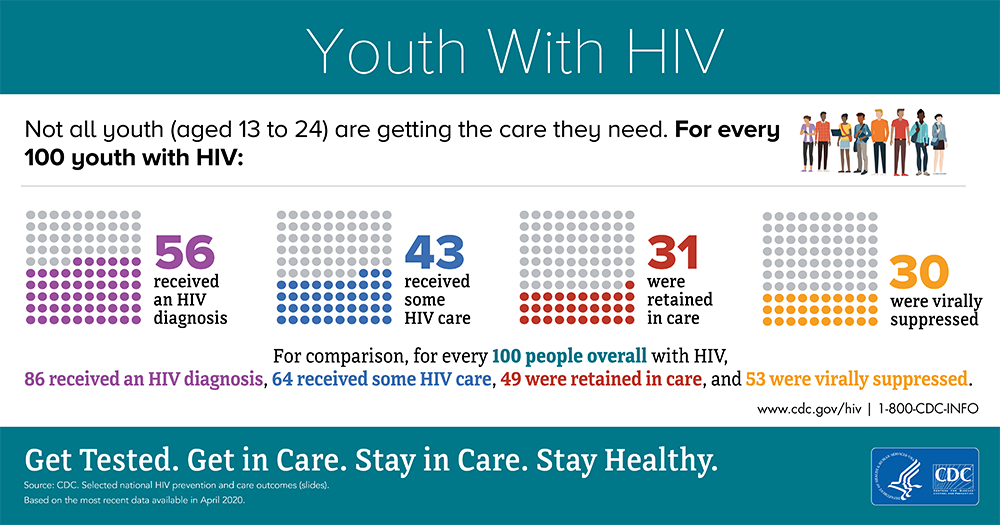 Youth With HIV
Not all youth (aged 13 to 24) are getting the care they need. For every
100 youth with HIV:
56
received
an HIV
diagnosis
43
received
some
HIV care
31
were
retained
in care
30
were virally
suppressed
For comparison, for every 100 people overall with HIV,
86 received an HIV diagnosis, 64 received some HIV care, 49 were retained in care, and 53 were virally suppressed.
www.cdc.gov/hiv | 1-800-CDC-INFO
Get Tested. Get in Care. Stay in Care. Stay Healthy.
Source: CDC. Selected national HIV prevention and care outcomes (slides).
Based on the most recent data available in April 2020.
CDC